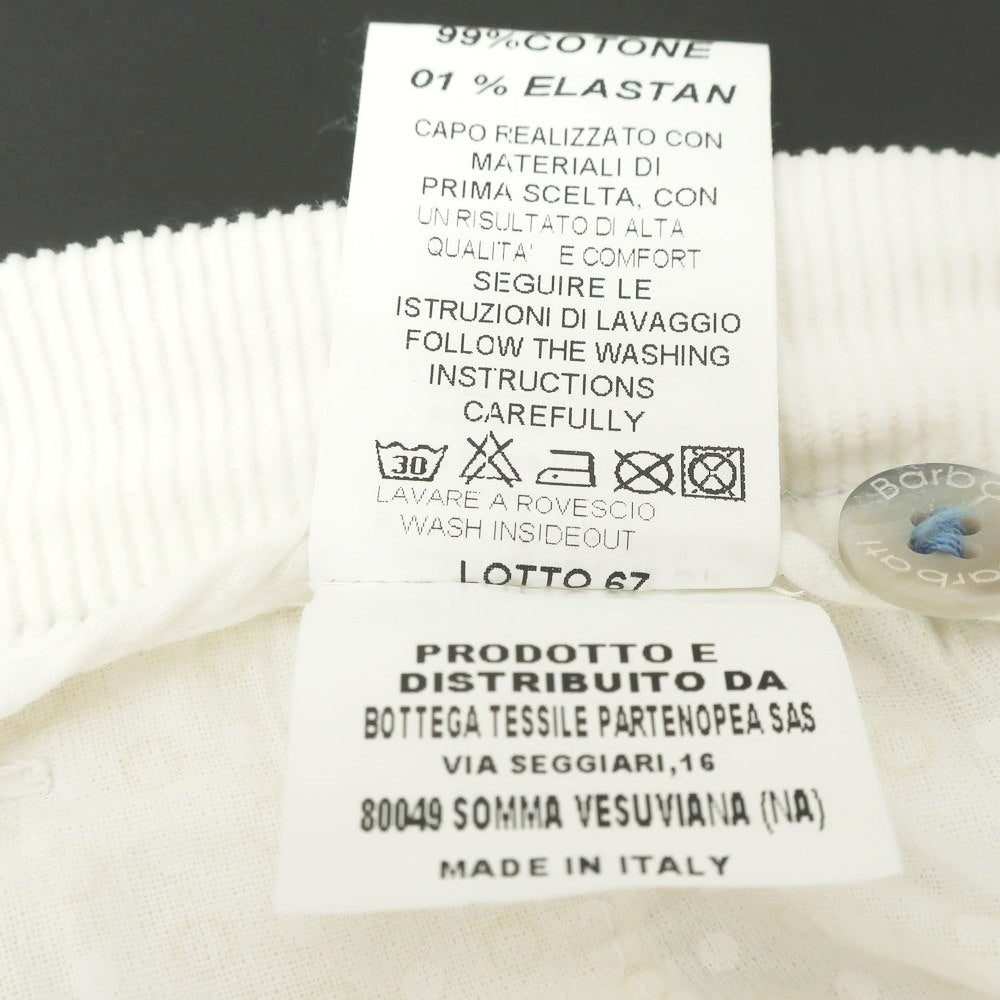 99%COTONE
01 % ELASTAN
CAPO REALIZZATO CON
MATERIALI DI
PRIMA SCELTA, CON
UN RISULTATO DI ALTA
QUALITA' E COMFORT
SEGUIRE LE
ISTRUZIONI DI LAVAGGIO
FOLLOW THE WASHING
INSTRUCTIONS
CAREFULLY
30
LAVARE A ROVESCIO
WASH INSIDEOUT
LOTTO 67
PRODOTTO E
DISTRIBUITO DA
BOTTEGA TESSILE PARTENOPEA SAS
VIA SEGGIARI,16
80049 SOMMA VESUVIANA (NA)
MADE IN ITALY
Barba
arbati